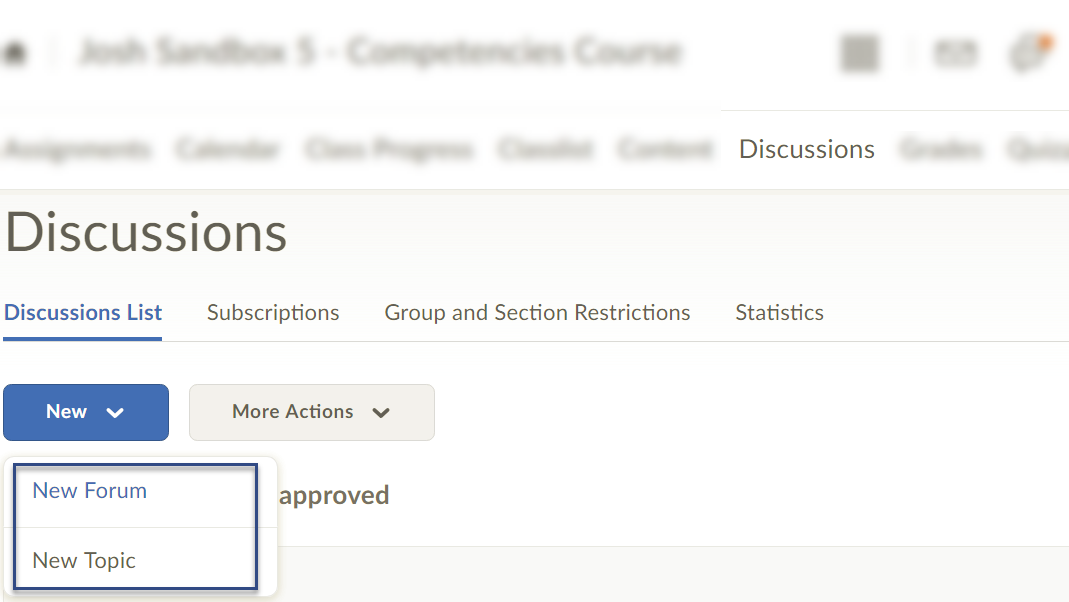 Josh Sandbox 5 - Competencies Course
Assignments Calendar Class Progress Classlist Content Discussions Grades
Discussions
Discussions List Subscriptions Group and Section Restrictions Statistics
New More Actions
New Forum
approved
New Topic